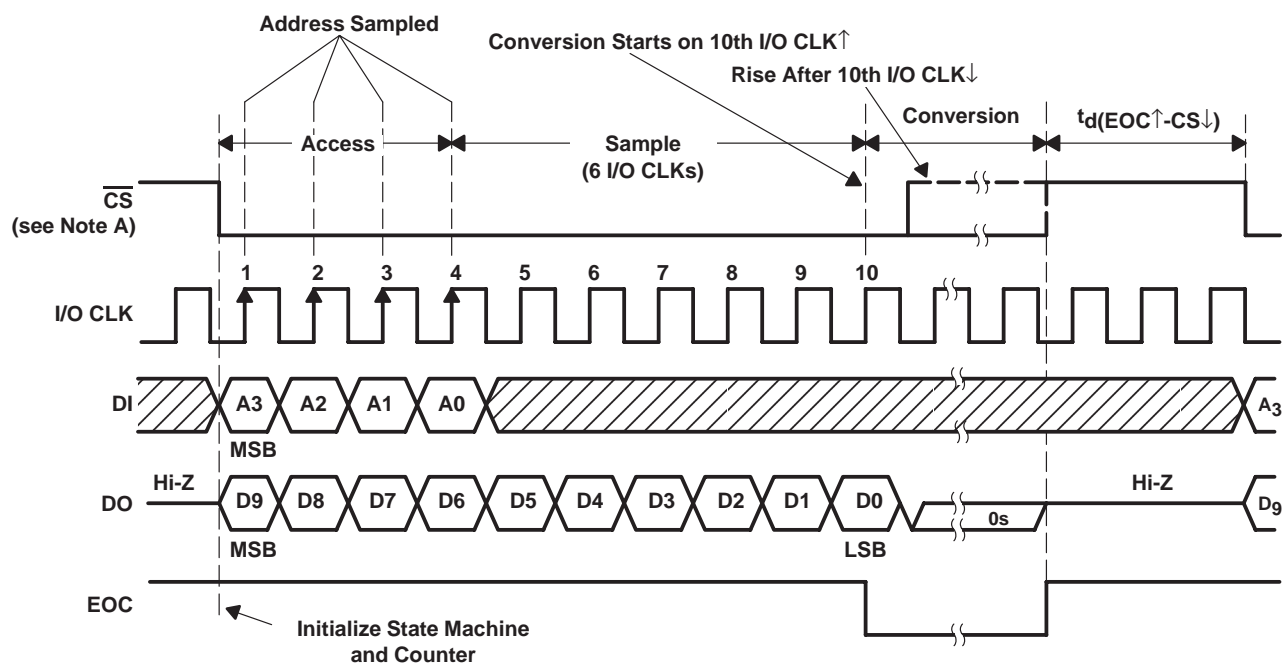 Address Sampled
Conversion Starts on 10th I/O CLK↑
Rise After 10th I/O CLK↓
Access
Sample
(6 I/O CLKs)
Conversion
td(EOC↑-CS↓)
CS
(see Note A)
1 2 3 4 5 6 7 8 9 10
I/O CLK
DI
A3 A2 A1 A0 A3
MSB
Hi-Z
DO
D9 D8 D7 D6 D5 D4 D3 D2 D1 D0 0s Hi-Z D9
MSB LSB
EOC
Initialize State Machine
and Counter